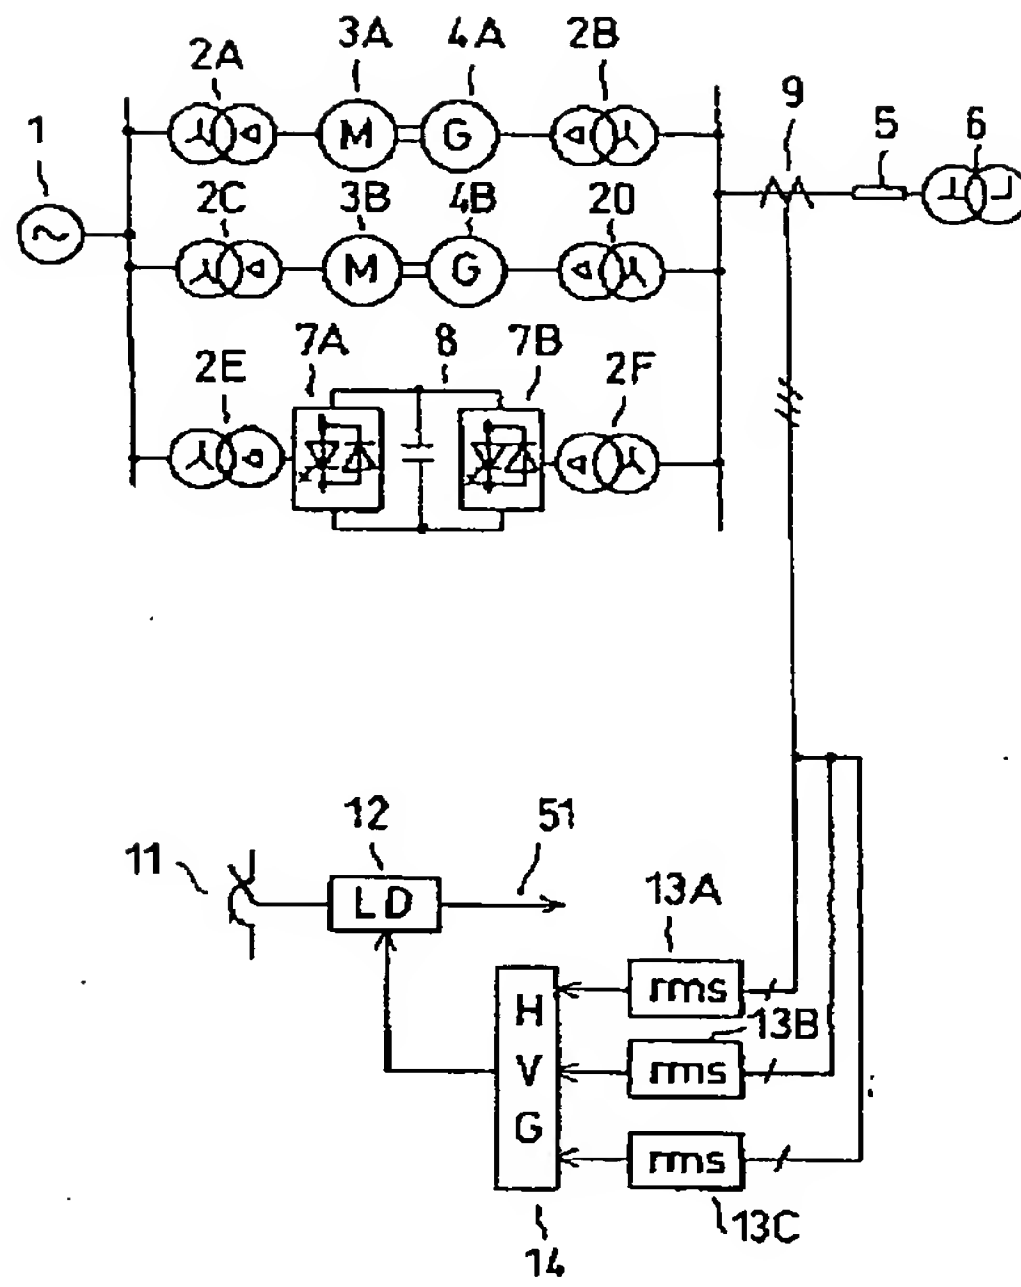 3A 4A 2B
2A
9
1
5 6
M G
2C 3B 4B 20
M G
7A 8 7B
2E 2F
12 51
11
13A
LD
rms
H
13B
V
rms
G
rms
13C
14